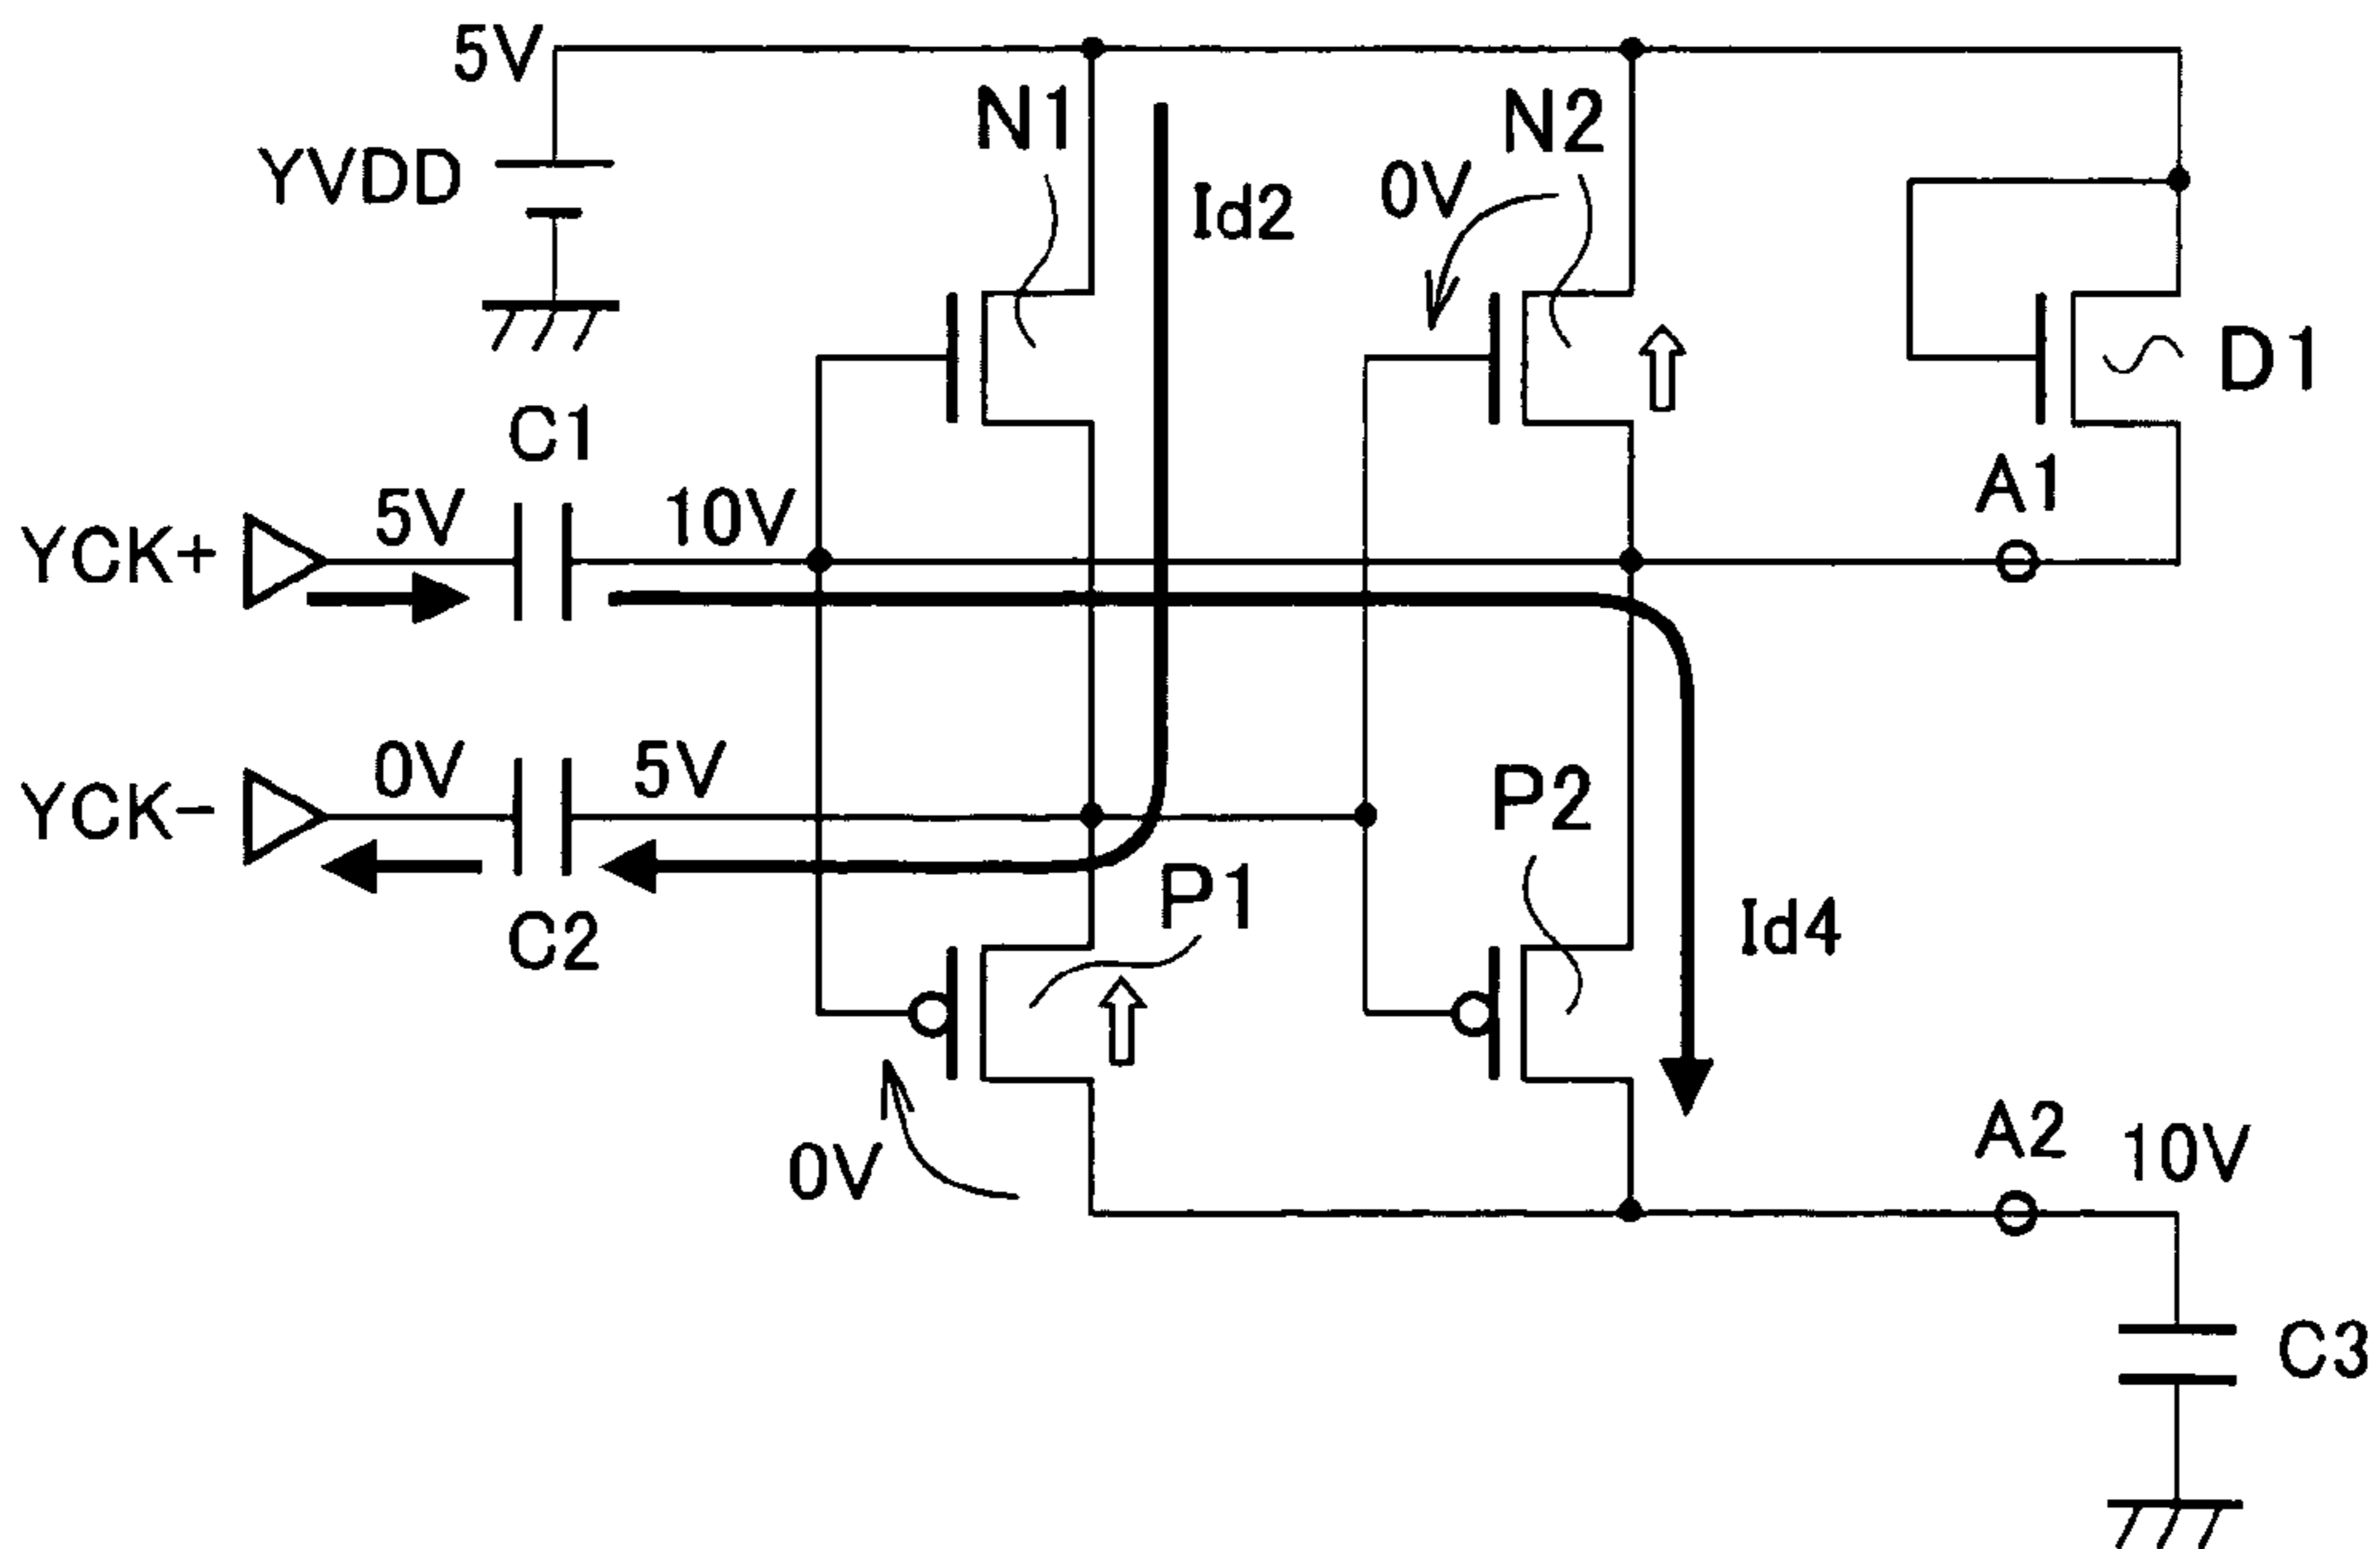 5V
N1
N2
YVDD
Id2
0V
D1
C1
A1
5V
10V
YCK+
0V
5V
P2
YCK-
P1
Id4
C2
A2
10V
0V
C3